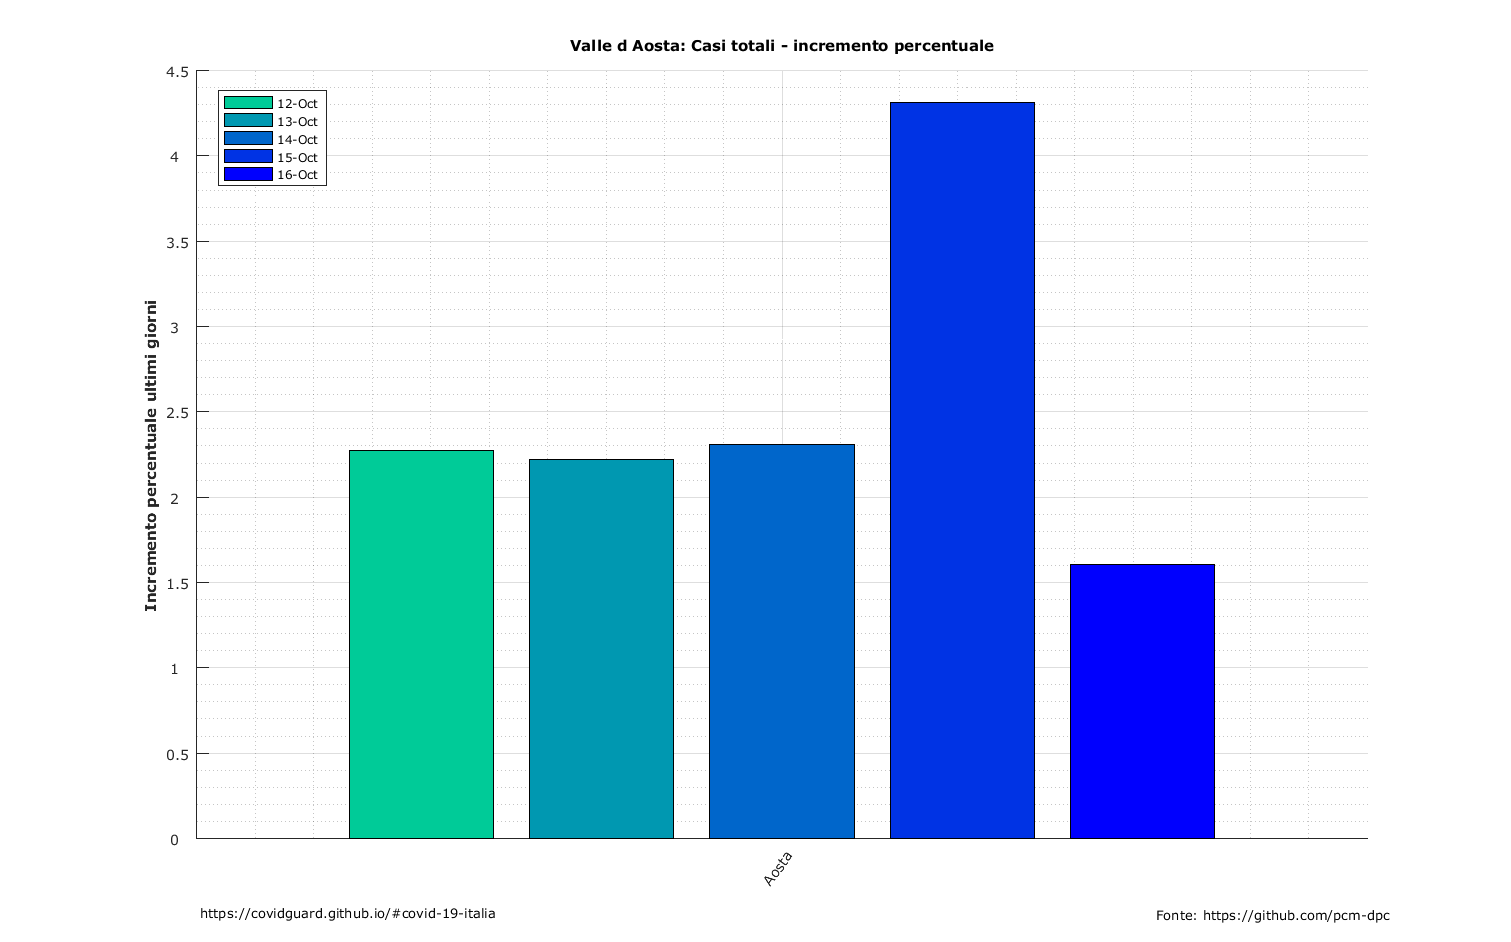 Valle d Aosta: Casi totali - incremento percentuale
4.5
4
3.5
3
2.5
2
1.5
1
0.5
0
Incremento percentuale ultimi giorni
12-Oct
13-Oct
14-Oct
15-Oct
16-Oct
Aosta
https://covidguard.github.io/#covid-19-italia
Fonte: https://github.com/pcm-dpc